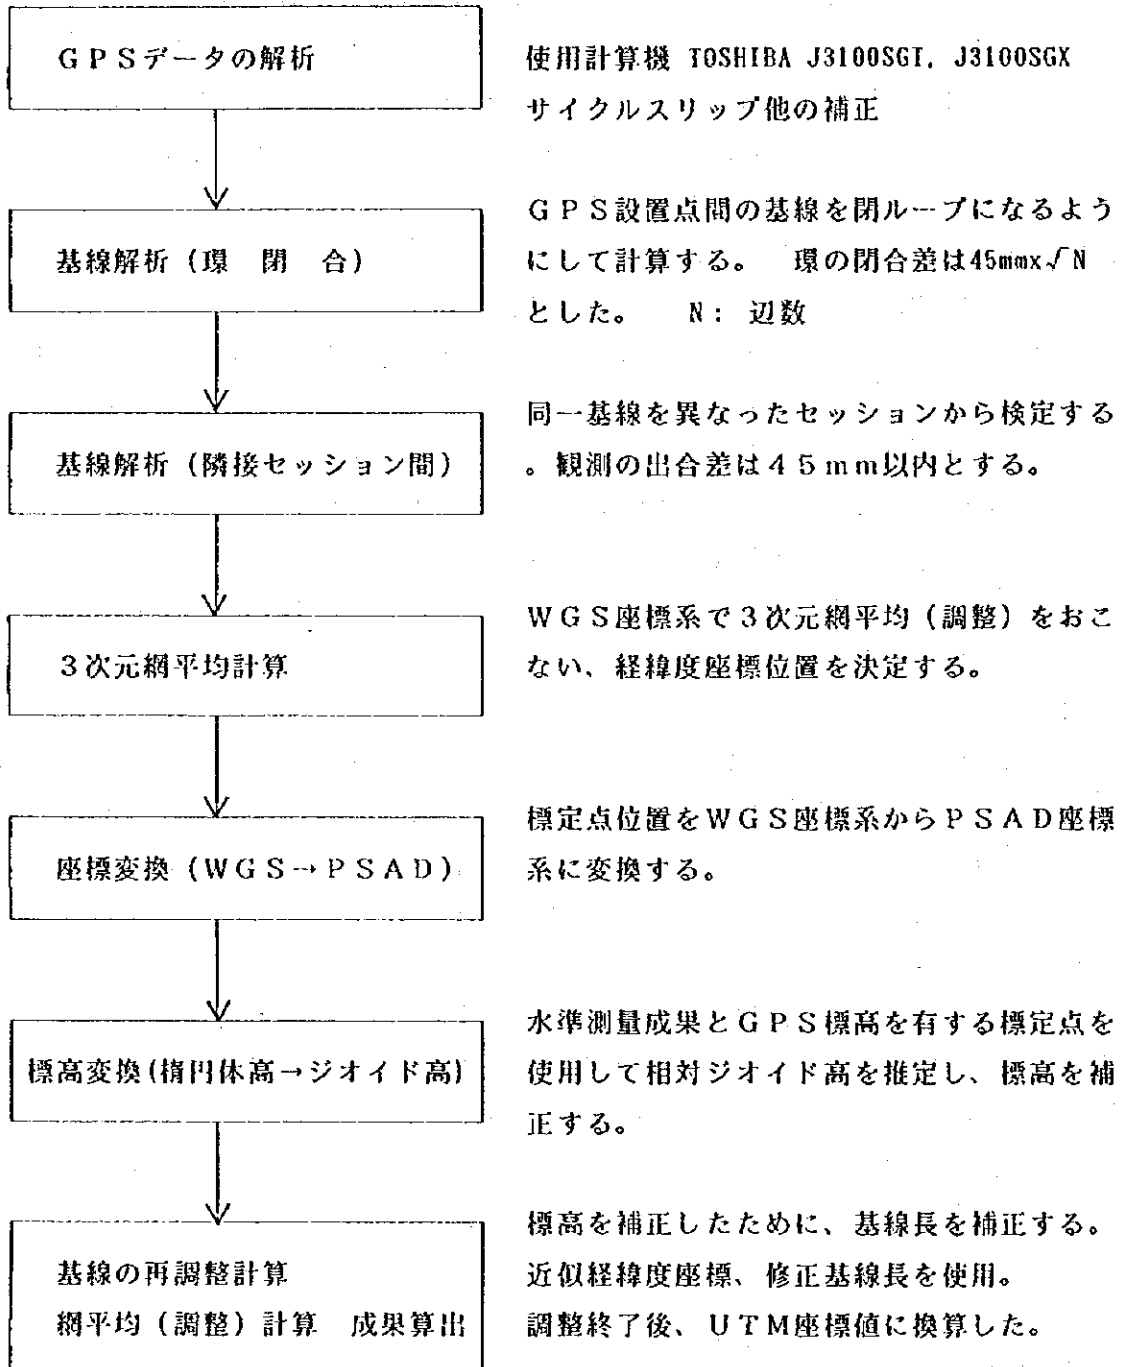 GPSデータの解析
使用計算機 TOSHIBA J3100SGT, J3100SGX
サイクルスリップ他の補正
基線解析(環 閉 合)
GPS設置点間の基線を閉ループになるよう
にして計算する。 環の閉合差は45mmx√N
とした。 N: 辺数
基線解析(隣接セッション間)
同一基線を異なったセッションから検定する
。観測の出合差は45mm以内とする。
3次元網平均計算
WGS座標系で3次元網平均(調整)をおこ
ない、経緯度座標位置を決定する。
座標変換(WGS→PSAD)
標定点位置をWGS座標系からPSAD座標
系に変換する。
標高変換(楕円体高→ジオイド高)
水準測量成果とGPS標高を有する標定点を
使用して相対ジオイド高を推定し、標高を補
正する。
基線の再調整計算
網平均(調整)計算 成果算出
標高を補正したために、基線長を補正する。
近似経緯度座標、修正基線長を使用。
調整終了後、UTM座標値に換算した。